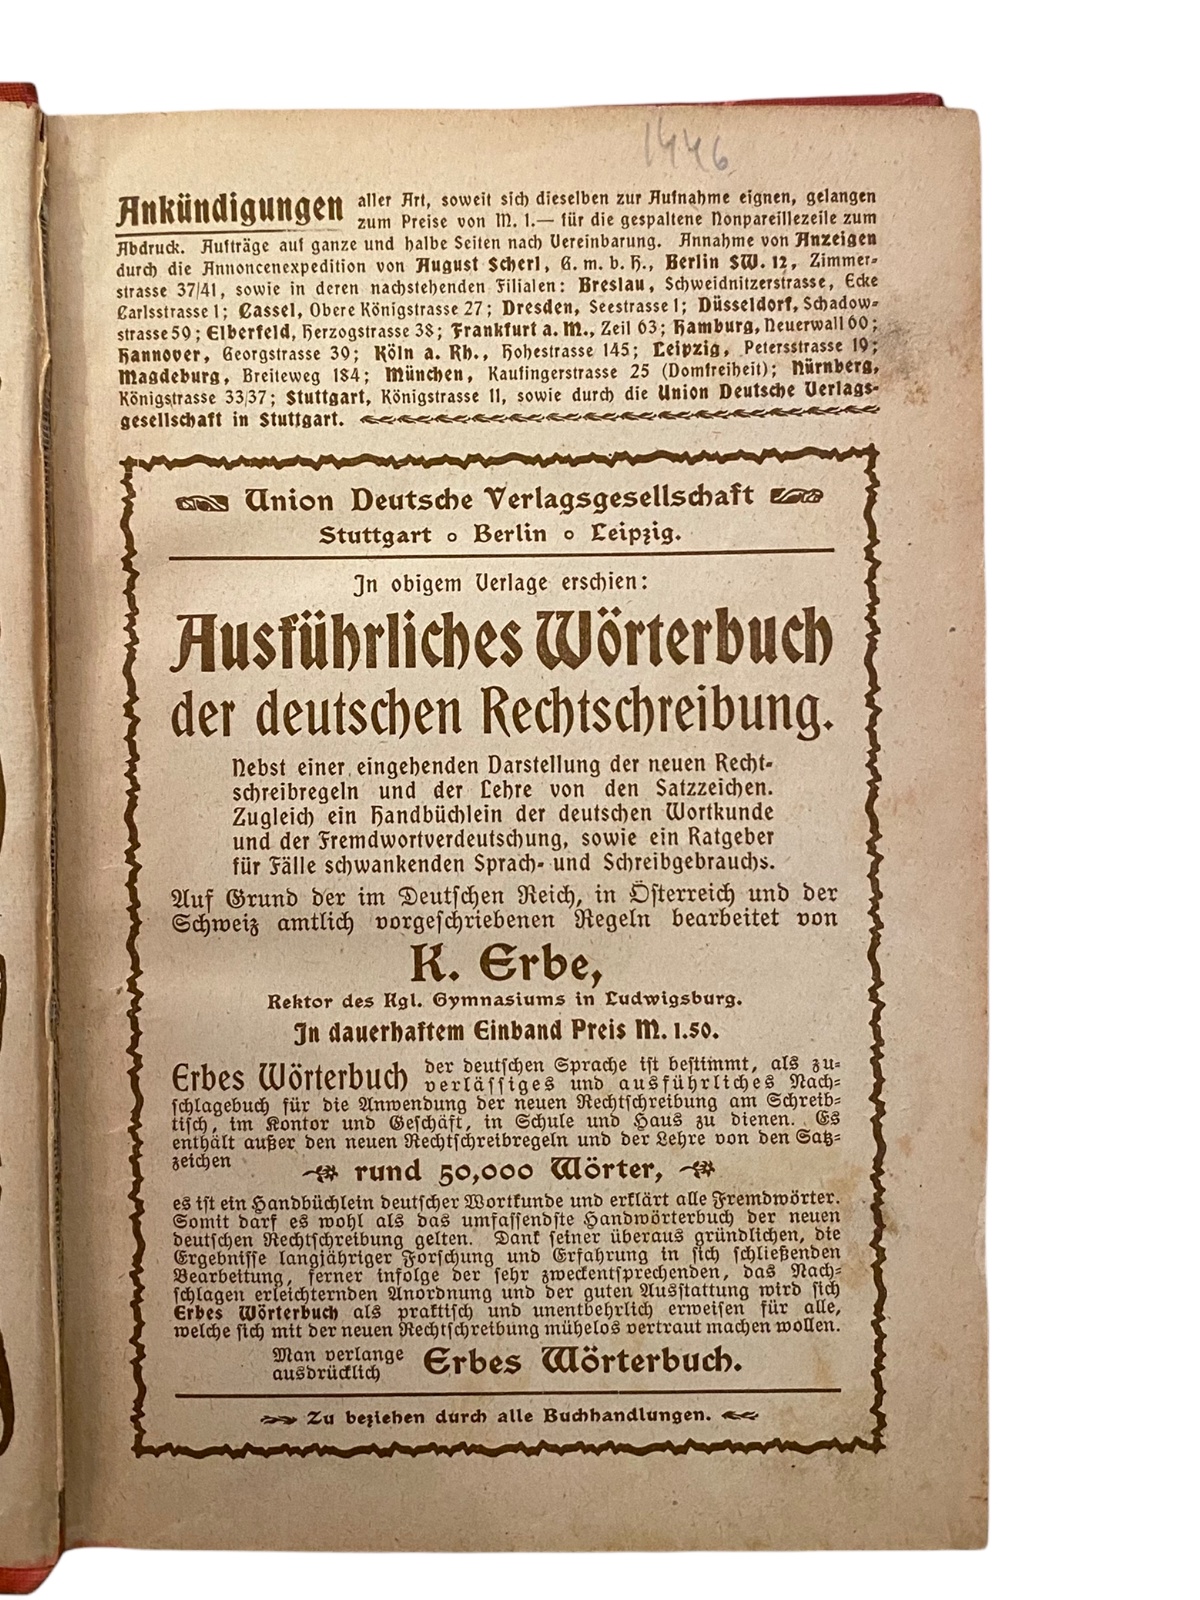 1446
Ankündigungen aller Art, soweit sich dieselben zur Aufnahme eignen, gelangen
zum Preise von M. 1.— für die gespaltene Nonpareillezeile zum
Abdruck. Aufträge auf ganze und halbe Seiten nach Vereinbarung. Annahme von Anzeigen
durch die Annoncenexpedition von August Scherl, G. m. b. H., Berlin SW. 12, Zimmer-
strasse 37/41, sowie in deren nachstehenden Filialen: Breslau, Schweidnitzerstrasse, Ecke
Carlsstrasse 1; Cassel, Obere Königstrasse 27; Dresden, Seestrasse 1; Düsseldorf, Schadow-
strasse 59; Elberfeld, Herzogstrasse 38; Frankfurt a. M., Zeil 63; Hamburg, Neuerwall 60;
Hannover, Georgstrasse 39; Köln a. Rh., Hohestrasse 145; Leipzig, Petersstrasse 19;
Magdeburg, Breiteweg 184; München, Kaufingerstrasse 25 (Domfreiheit); Nürnberg,
Königstrasse 33/37; Stuttgart, Königstrasse 11, sowie durch die Union Deutsche Verlags-
gesellschaft in Stuttgart.
Union Deutsche Verlagsgesellschaft
Stuttgart o Berlin o Leipzig.
In obigem Verlage erschien:
Ausführliches Wörterbuch
der deutschen Rechtschreibung.
Nebst einer eingehenden Darstellung der neuen Recht-
schreibregeln und der Lehre von den Satzzeichen.
Zugleich ein Handbüchlein der deutschen Wortkunde
und der Fremdwortverdeutschung, sowie ein Ratgeber
für Fälle schwankenden Sprach- und Schreibgebrauchs.
Auf Grund der im Deutſchen Reich, in Öſterreich und der
Schweiz amtlich vorgeſchriebenen Regeln bearbeitet von
K. Erbe,
Rektor des Kgl. Gymnasiums in Ludwigsburg.
In dauerhaftem Einband Preis M. 1.50.
Erbes Wörterbuch der deutſchen Sprache iſt beſtimmt, als zu-
verläſſiges und ausführliches Nach-
ſchlagebuch für die Anwendung der neuen Rechtſchreibung am Schreib-
tiſch, im Kontor und Geſchäft, in Schule und Haus zu dienen. Es
enthält außer den neuen Rechtſchreibregeln und der Lehre von den Satz-
zeichen
rund 50,000 Wörter,
es iſt ein Handbüchlein deutſcher Wortkunde und erklärt alle Fremdwörter.
Somit darf es wohl als das umfaſſendſte Handwörterbuch der neuen
deutſchen Rechtſchreibung gelten. Dank ſeiner überaus gründlichen, die
Ergebniſſe langjähriger Forſchung und Erfahrung in ſich ſchließenden
Bearbeitung, ferner infolge der ſehr zweckentſprechenden, das Nach-
ſchlagen erleichternden Anordnung und der guten Ausſtattung wird ſich
Erbes Wörterbuch als praktiſch und unentbehrlich erweiſen für alle,
welche ſich mit der neuen Rechtſchreibung mühelos vertraut machen wollen.
Man verlange
ausdrücklich Erbes Wörterbuch.
Zu beziehen durch alle Buchhandlungen.